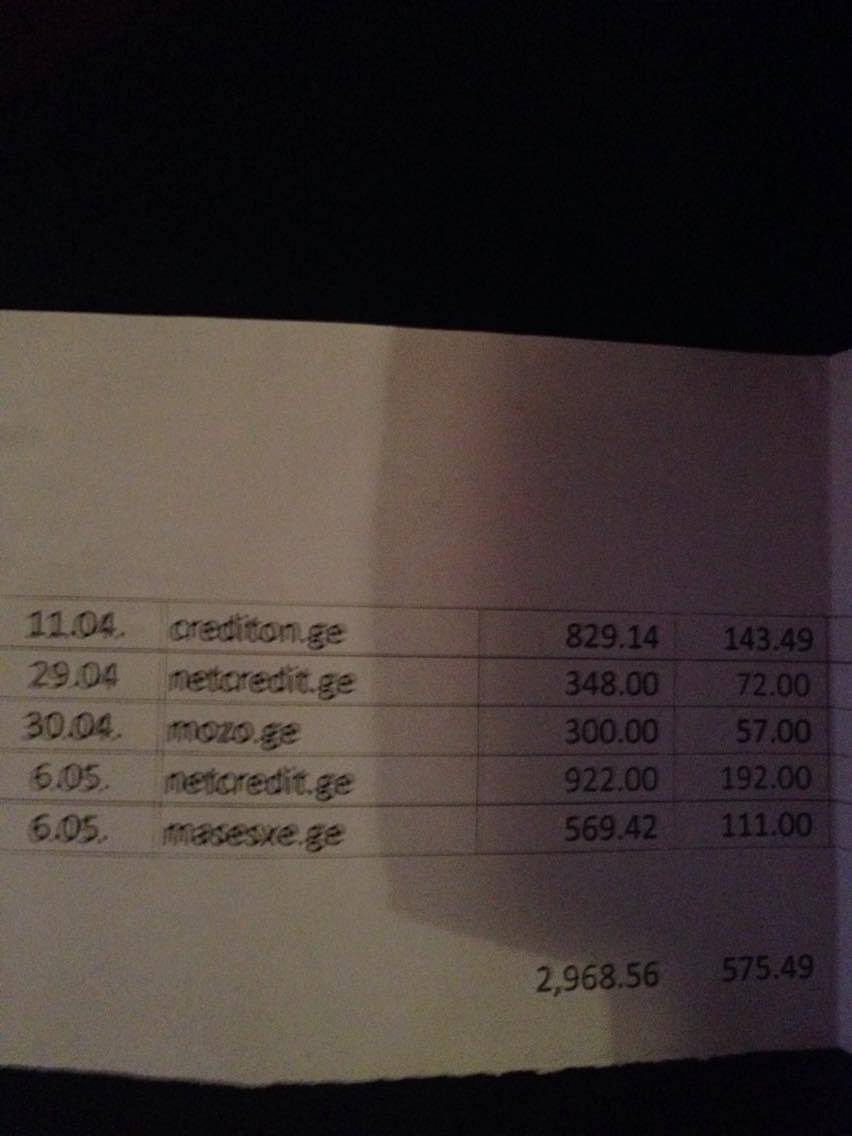 11.04. crediton.ge 829.14 143.49
29.04 netcredit.ge 348.00 72.00
30.04. mozo.ge 300.00 57.00
6.05. netcredit.ge 922.00 192.00
6.05. masesxe.ge 569.42 111.00
2,968.56 575.49